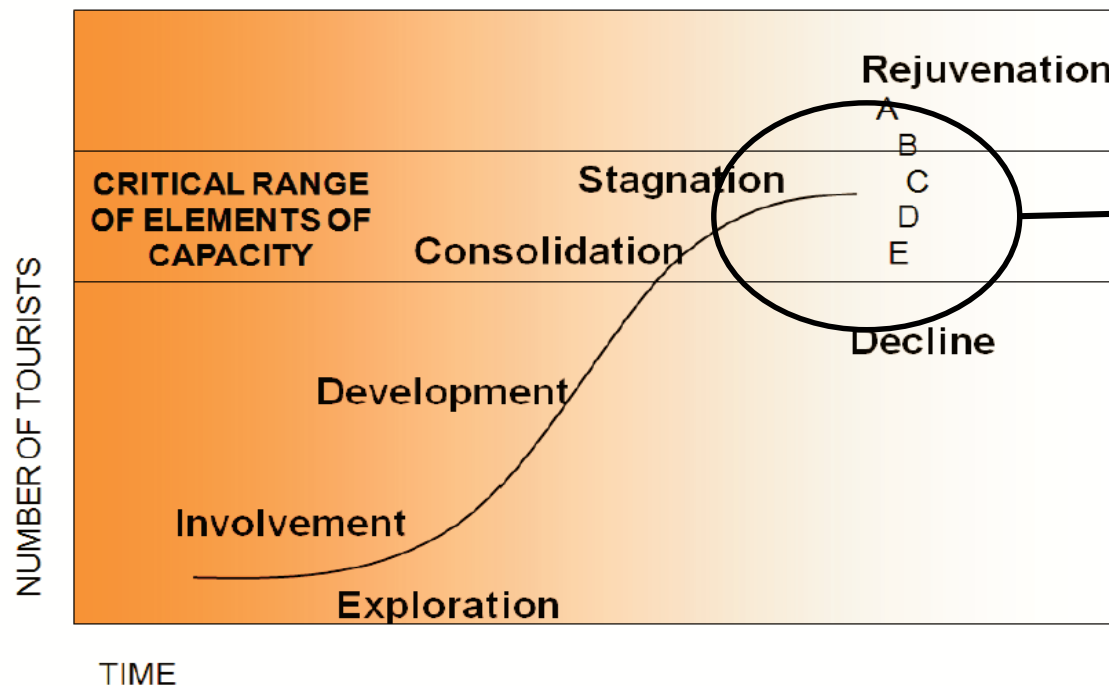 Rejuvenation
A
B
CRITICAL RANGE
OF ELEMENTS OF
CAPACITY
Stagnation
C
D
Consolidation
E
Decline
Development
Involvement
Exploration
NUMBER OF TOURISTS
TIME